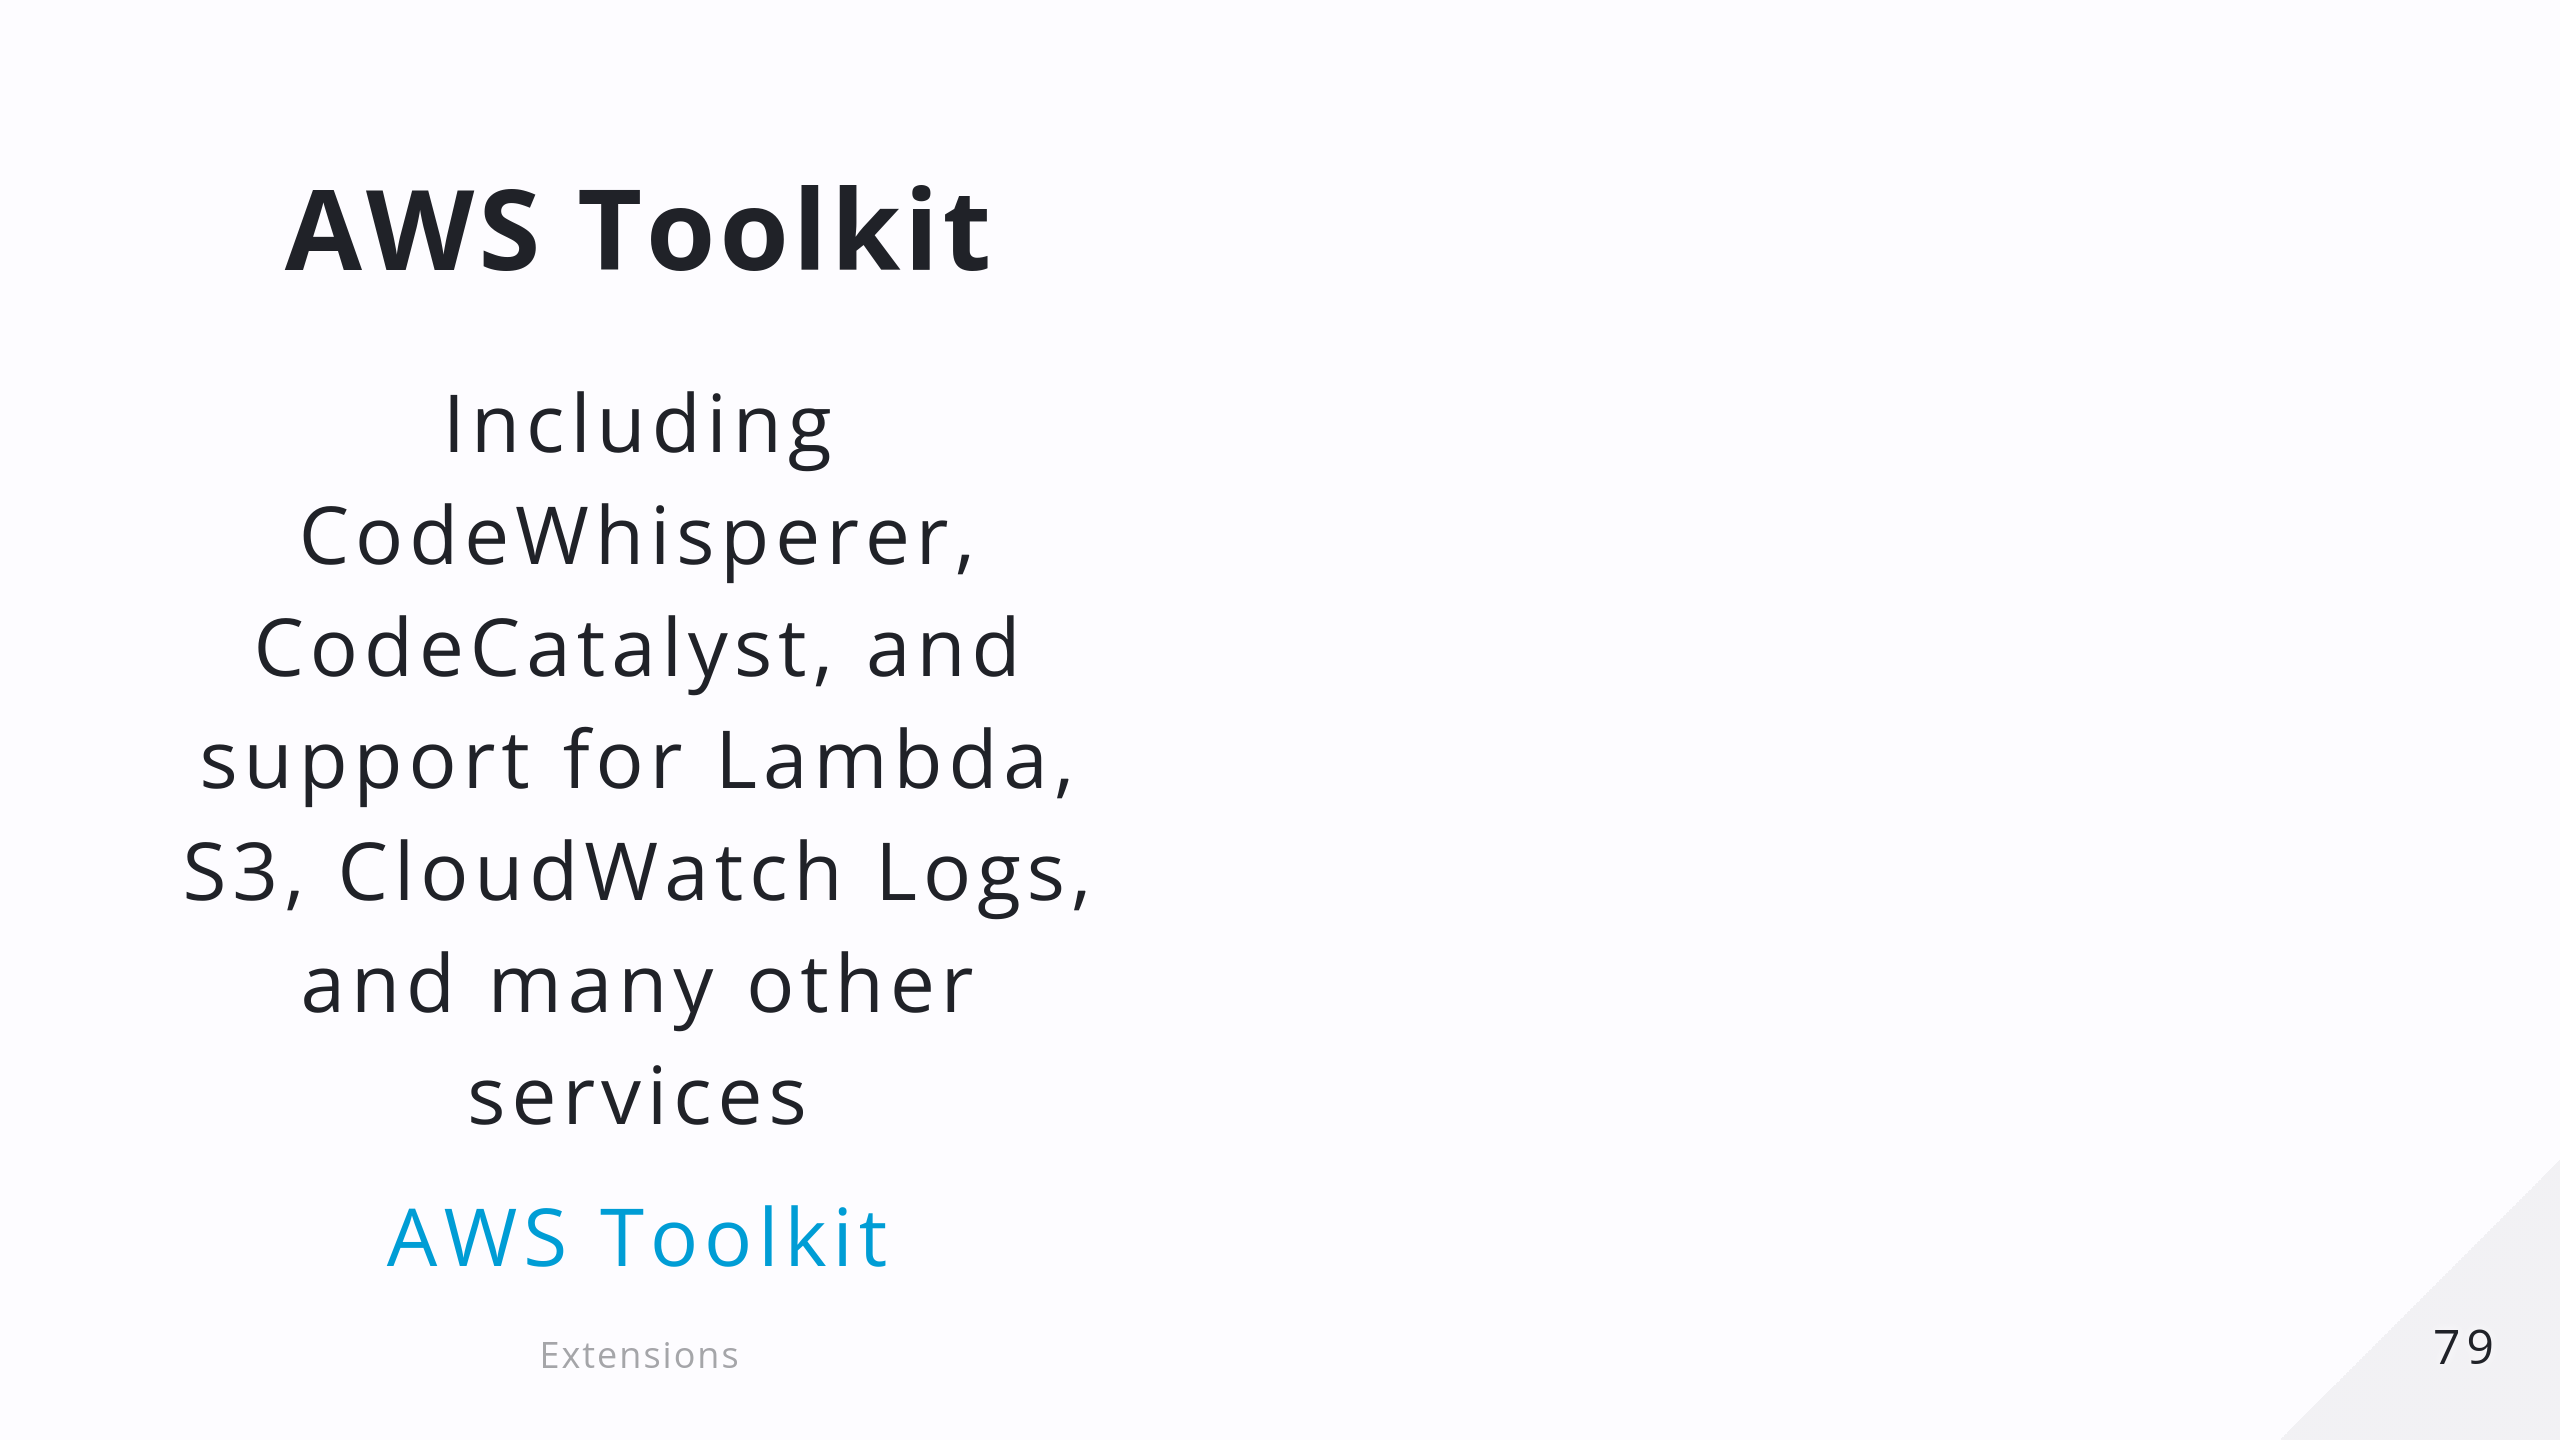 AWS Toolkit
Including
CodeWhisperer,
CodeCatalyst, and
support for Lambda,
S3, CloudWatch Logs,
and many other
services
AWS Toolkit
Extensions
79